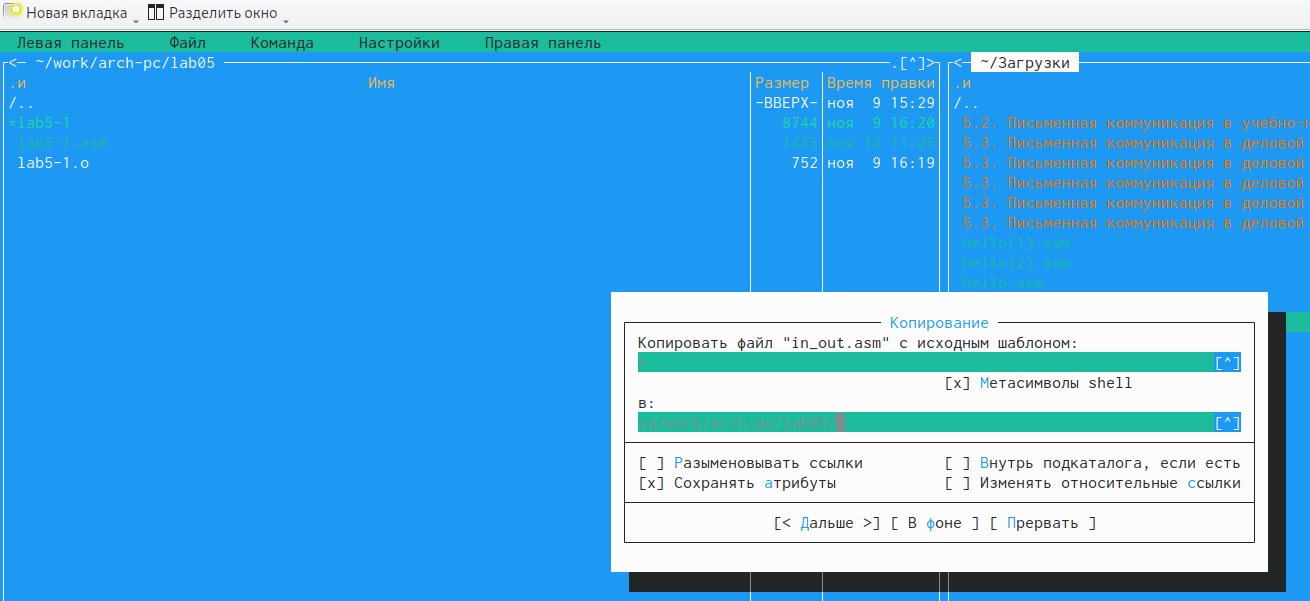 Новая вкладка Разделить окно
Левая панель Файл Команда Настройки Правая панель
<─ ~/work/arch-pc/lab05 .[^]> <─ ~/Загрузки
.и Имя Размер Время правки .и
/.. -ВВЕРХ- ноя 9 15:29 /..
*lab5-1 8744 ноя 9 16:20 5.2. Письменная коммуникация в учебно-н
lab5-1.asm 1483 ноя 10 11:26 5.3. Письменная коммуникация в деловой
lab5-1.o 752 ноя 9 16:19 5.3. Письменная коммуникация в деловой
5.3. Письменная коммуникация в деловой
5.3. Письменная коммуникация в деловой
5.3. Письменная коммуникация в деловой
hello(1).asm
hello(2).asm
hello.asm
Копирование
Копировать файл "in_out.asm" с исходным шаблоном:
[^]
[x] Метасимволы shell
в:
/work/arch-pc/lab05/ [^]
[ ] Разыменовывать ссылки [ ] Внутрь подкаталога, если есть
[x] Сохранять атрибуты [ ] Изменять относительные ссылки
[< Дальше >] [ В фоне ] [ Прервать ]